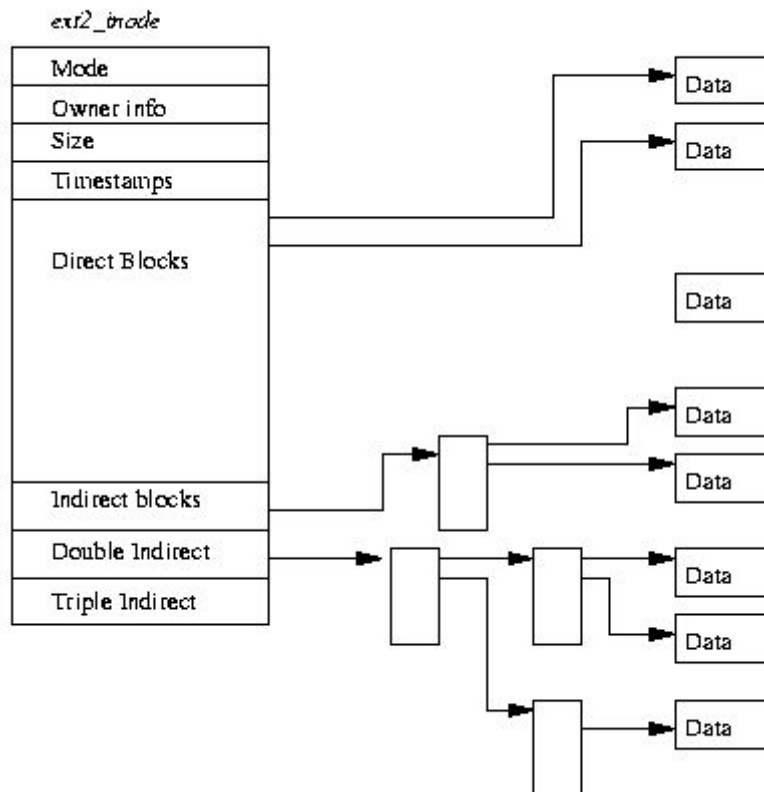 ext2_inode
Mode
Owner info
Size
Timestamps
Direct Blocks
Indirect blocks
Double Indirect
Triple Indirect
Data
Data
Data
Data
Data
Data
Data
Data